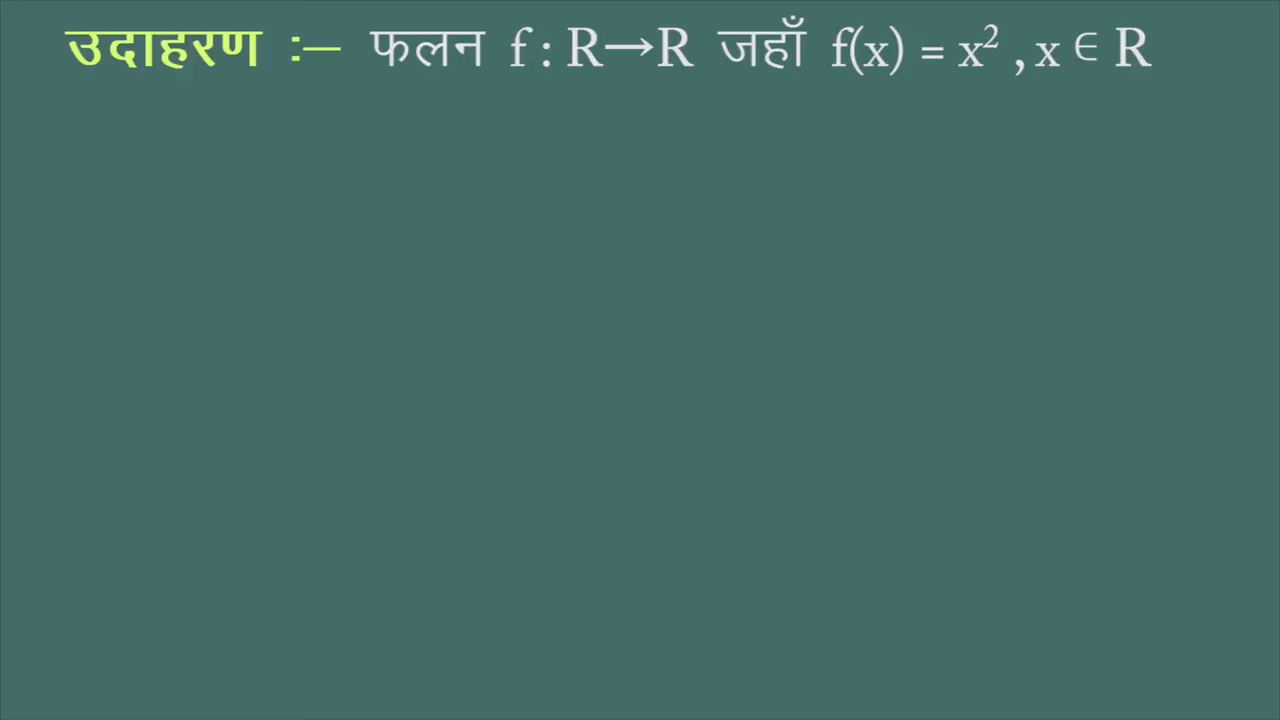 उदाहरण :– फलन f : R→R जहाँ f(x) = x² , x ∈ R